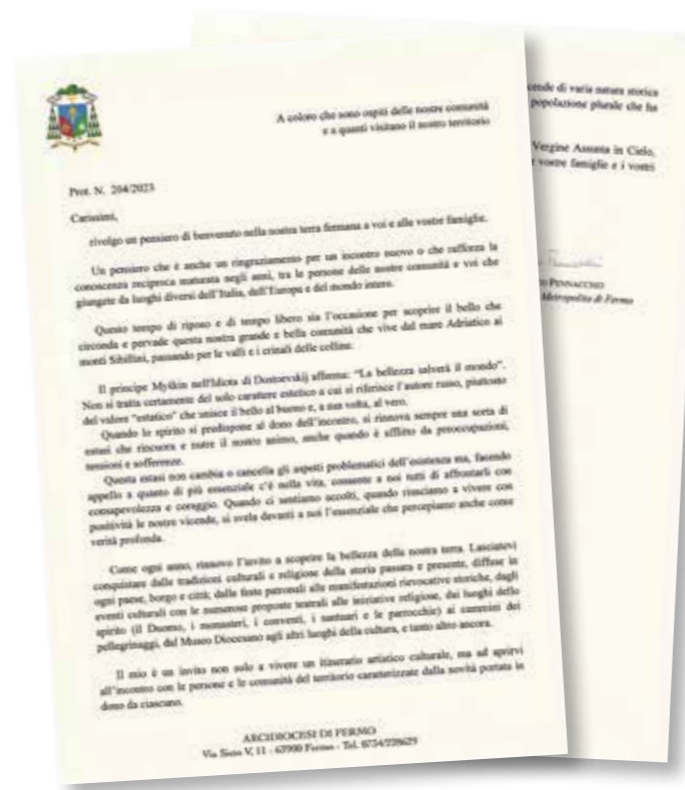 A coloro che sono ospiti delle nostre comunità
e a quanti visitano il nostro territorio
Prot. N. 204/2023
Carissimi,
rivolgo un pensiero di benvenuto nella nostra terra fermana a voi e alle vostre famiglie.
Un pensiero che è anche un ringraziamento per un incontro nuovo o che rafforza la
conoscenza reciproca maturata negli anni, tra le persone delle nostre comunità e voi che
giungete da luoghi diversi dell'Italia, dell'Europa e del mondo intero.
Questo tempo di riposo e di tempo libero sia l'occasione per scoprire il bello che
circonda e pervade questa nostra grande e bella comunità che vive dal mare Adriatico ai
monti Sibillini, passando per le valli e i crinali delle colline.
Il principe Myškin nell'Idiota di Dostoevskij afferma: “La bellezza salverà il mondo”.
Non si tratta certamente del solo carattere estetico a cui si riferisce l'autore russo, piuttosto
del valore “estatico” che unisce il bello al buono e, a sua volta, al vero.
Quando lo spirito si predispone al dono dell'incontro, si rinnova sempre una sorta di
estasi che rincuora e nutre il nostro animo, anche quando è afflitto da preoccupazioni,
tensioni e sofferenze.
Questa estasi non cambia o cancella gli aspetti problematici dell'esistenza ma, facendo
appello a quanto di più essenziale c'è nella vita, consente a noi tutti di affrontarli con
consapevolezza e coraggio. Quando ci sentiamo accolti, quando riusciamo a vivere con
positività le nostre vicende, si svela davanti a noi l'essenziale che percepiamo anche come
verità profonda.
Come ogni anno, rinnovo l'invito a scoprire la bellezza della nostra terra. Lasciatevi
conquistare dalle tradizioni culturali e religiose della storia passata e presente, diffuse in
ogni paese, borgo e città; dalle feste patronali alle manifestazioni rievocative storiche, dagli
eventi culturali con le numerose proposte teatrali alle iniziative religiose, dai luoghi dello
spirito (il Duomo, i monasteri, i conventi, i santuari e le parrocchie) ai cammini dei
pellegrinaggi, dal Museo Diocesano agli altri luoghi della cultura, e tanto altro ancora.
Il mio è un invito non solo a vivere un itinerario artistico culturale, ma ad aprirvi
all'incontro con le persone e le comunità del territorio caratterizzate dalla novità portata in
dono da ciascuno.
ARCIDIOCESI DI FERMO
Via Sisto V, 11 - 63900 Fermo - Tel. 0734/229629
cende di varia natura storica
popolazione plurale che fra
Vergine Assunta in Cielo,
vostre famiglie e i vostri
PENNACCHIO
Metropolita di Fermo